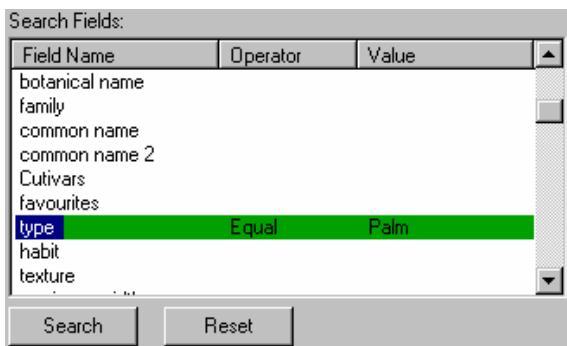 Search Fields:
Field Name Operator Value
botanical name
family
common name
common name 2
Cutivars
favourites
type Equal Palm
habit
texture
Search Reset